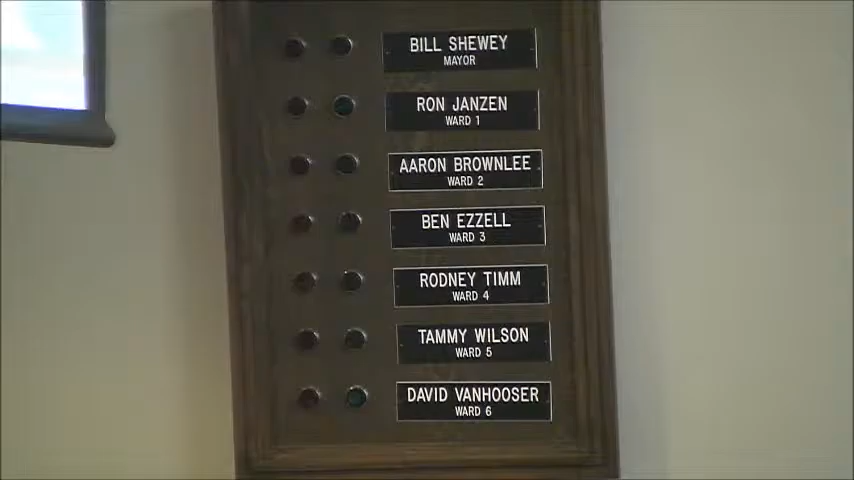 BILL SHEWEY
MAYOR
RON JANZEN
WARD 1
AARON BROWNLEE
WARD 2
BEN EZZELL
WARD 3
RODNEY TIMM
WARD 4
TAMMY WILSON
WARD 5
DAVID VANHOOSER
WARD 6